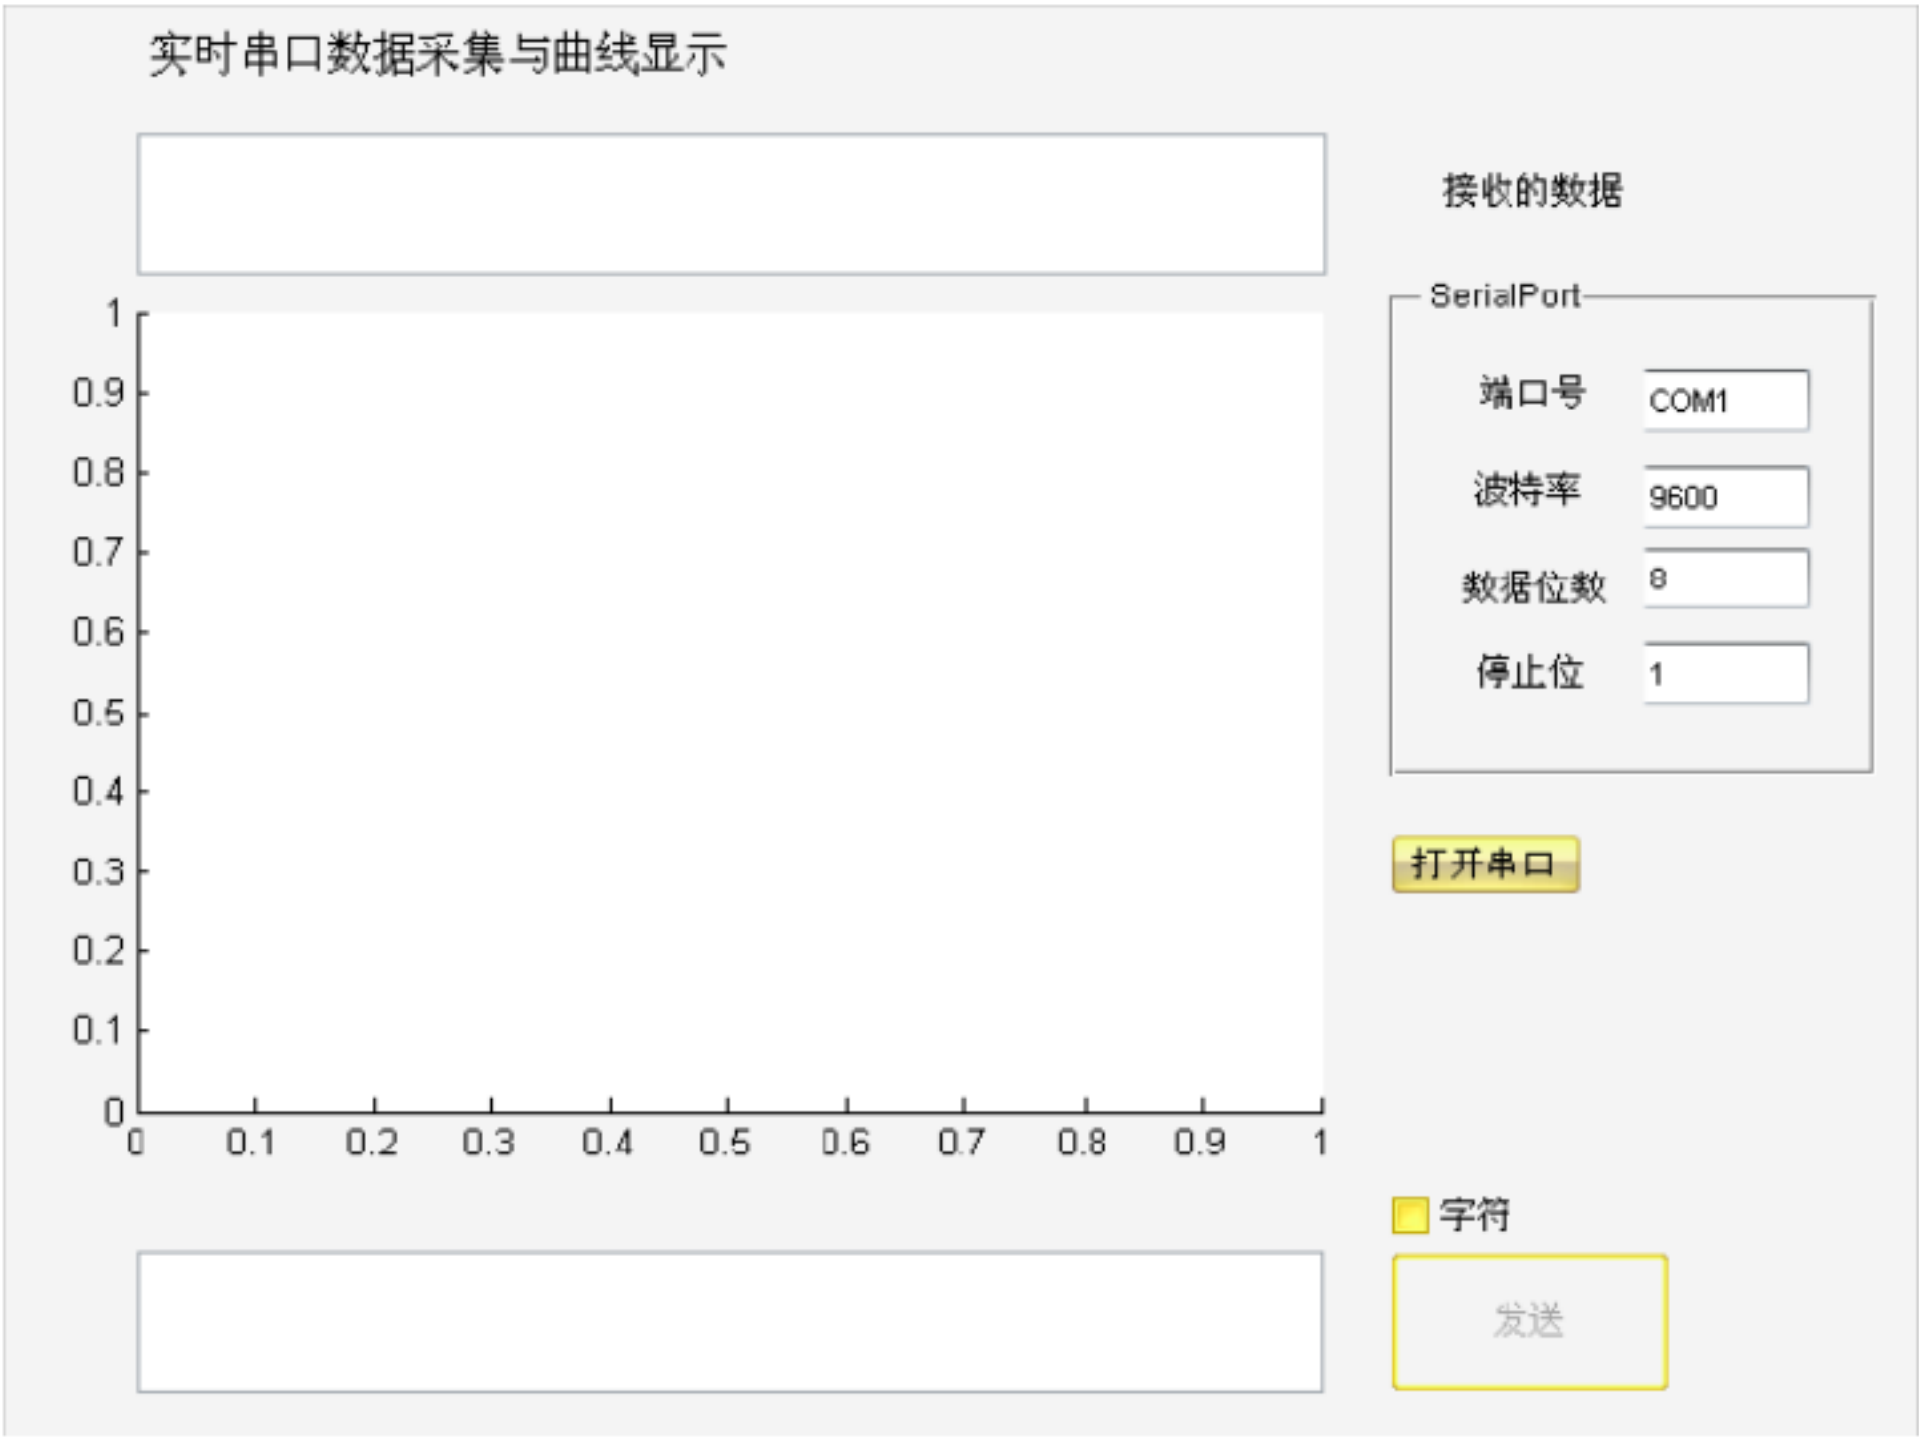 实时串口数据采集与曲线显示
接收的数据
SerialPort
端口号 COM1
波特率 9600
数据位数 8
停止位 1
打开串口
1
0.9
0.8
0.7
0.6
0.5
0.4
0.3
0.2
0.1
0
0 0.1 0.2 0.3 0.4 0.5 0.6 0.7 0.8 0.9 1
字符
发送